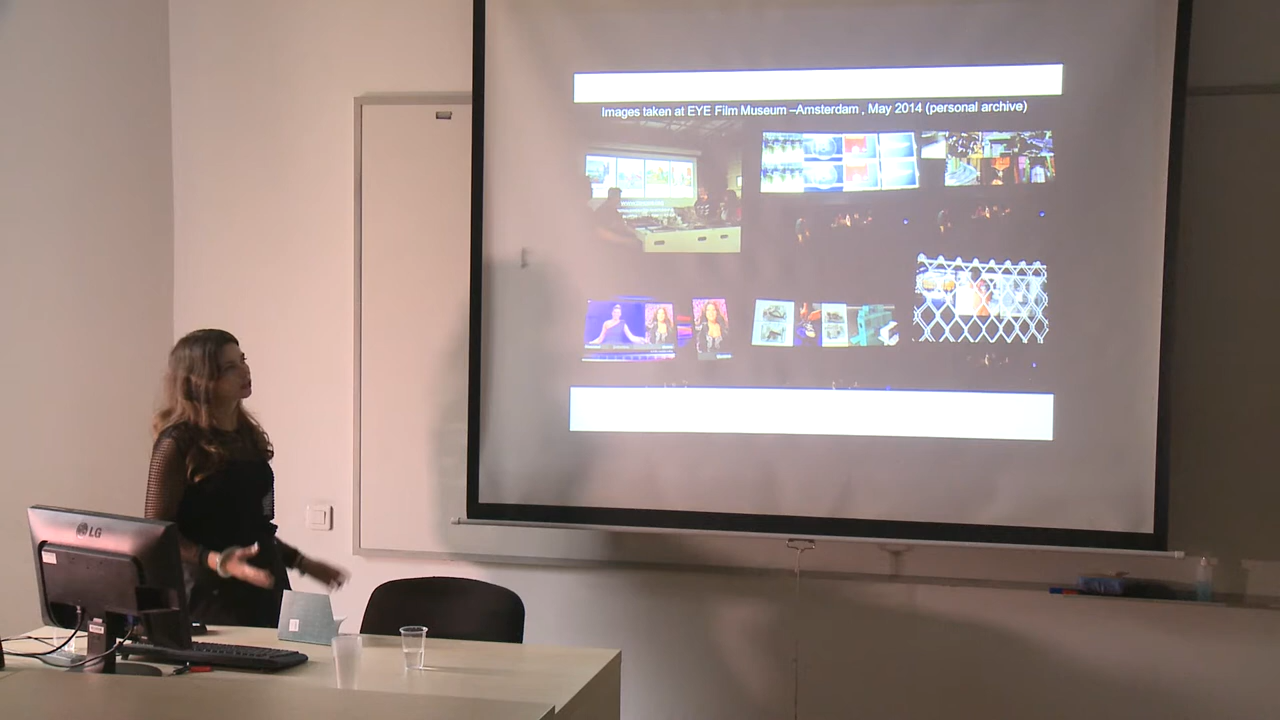 Images taken at EYE Film Museum –Amsterdam , May 2014 (personal archive)
LG